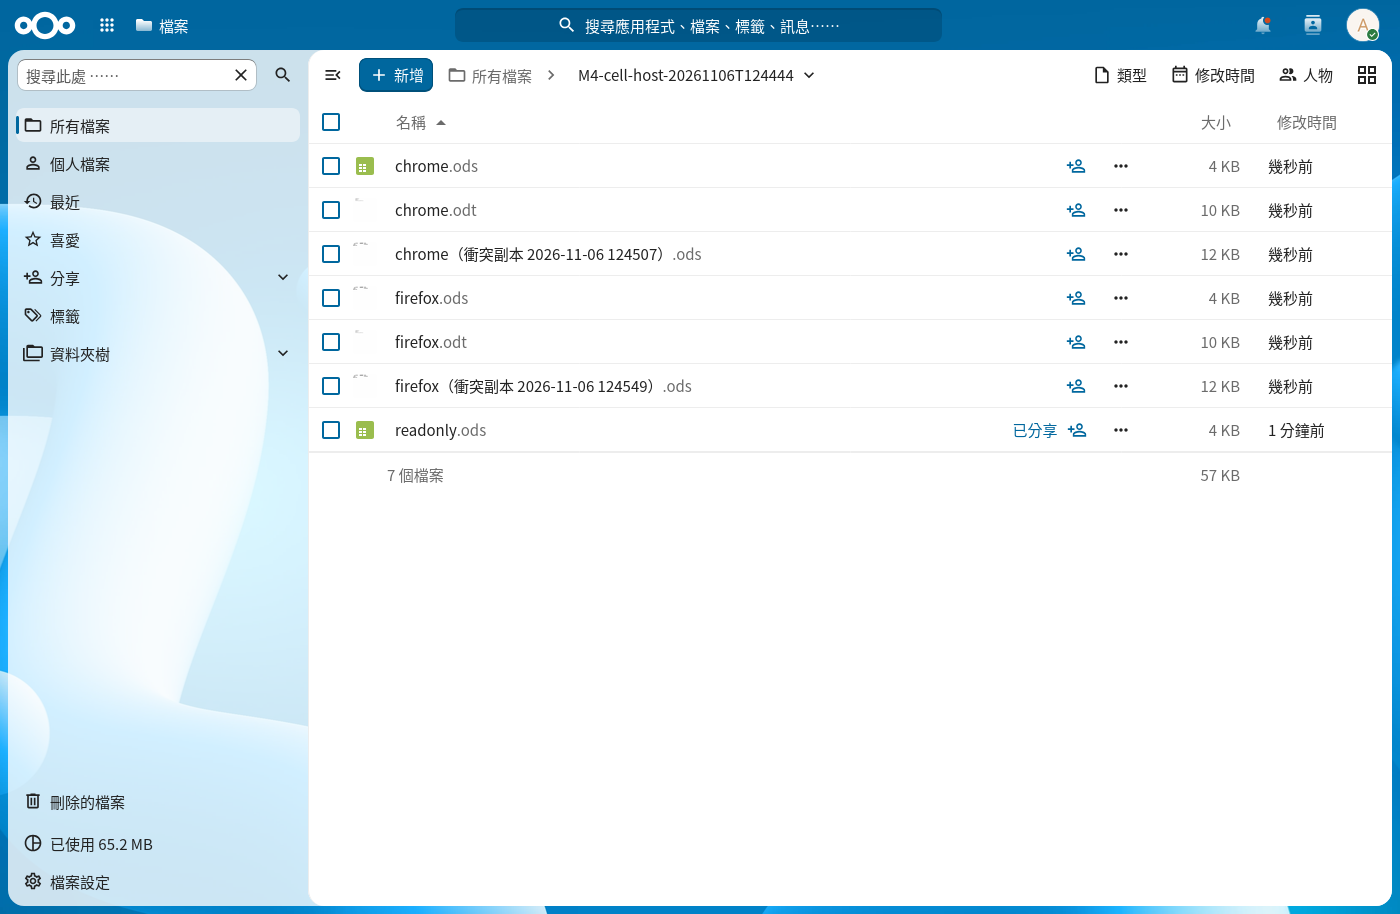 檔案
搜尋應用程式、檔案、標籤、訊息……
A
搜尋此處 ……
所有檔案
個人檔案
最近
喜愛
分享
標籤
資料夾樹
刪除的檔案
已使用 65.2 MB
檔案設定
新增
所有檔案
M4-cell-host-20261106T124444
類型
修改時間
人物
名稱 大小 修改時間
chrome.ods 4 KB 幾秒前
chrome.odt 10 KB 幾秒前
chrome（衝突副本 2026-11-06 124507）.ods 12 KB 幾秒前
firefox.ods 4 KB 幾秒前
firefox.odt 10 KB 幾秒前
firefox（衝突副本 2026-11-06 124549）.ods 12 KB 幾秒前
readonly.ods 已分享 4 KB 1 分鐘前
7 個檔案 57 KB